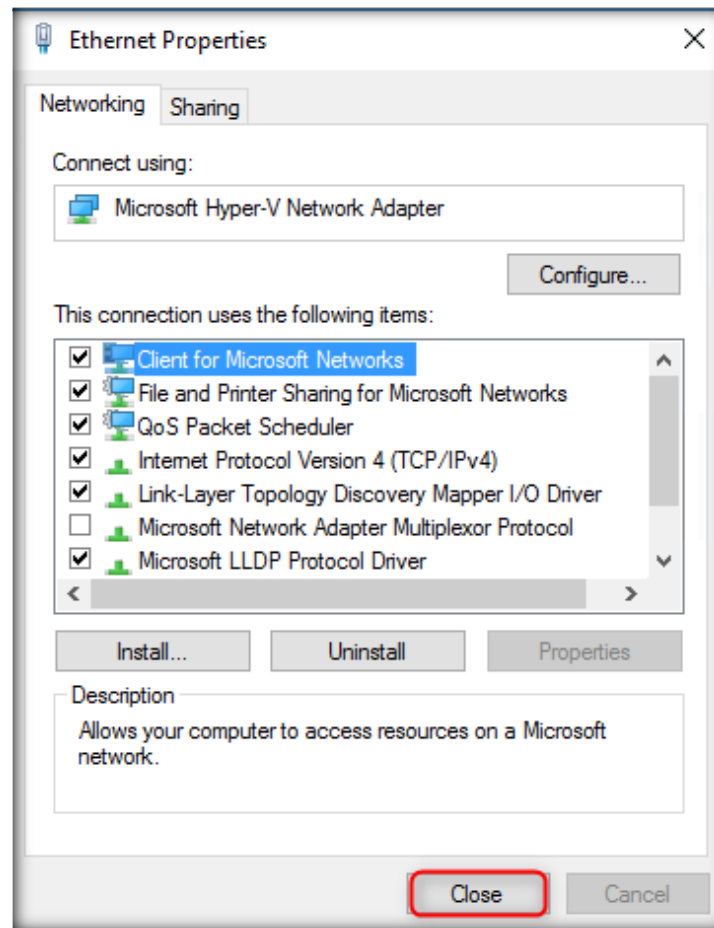 Ethernet Properties
Networking
Sharing
Connect using:
Microsoft Hyper-V Network Adapter
Configure...
This connection uses the following items:
Client for Microsoft Networks
File and Printer Sharing for Microsoft Networks
QoS Packet Scheduler
Internet Protocol Version 4 (TCP/IPv4)
Link-Layer Topology Discovery Mapper I/O Driver
Microsoft Network Adapter Multiplexor Protocol
Microsoft LLDP Protocol Driver
Install...
Uninstall
Properties
Description
Allows your computer to access resources on a Microsoft
network.
Close
Cancel